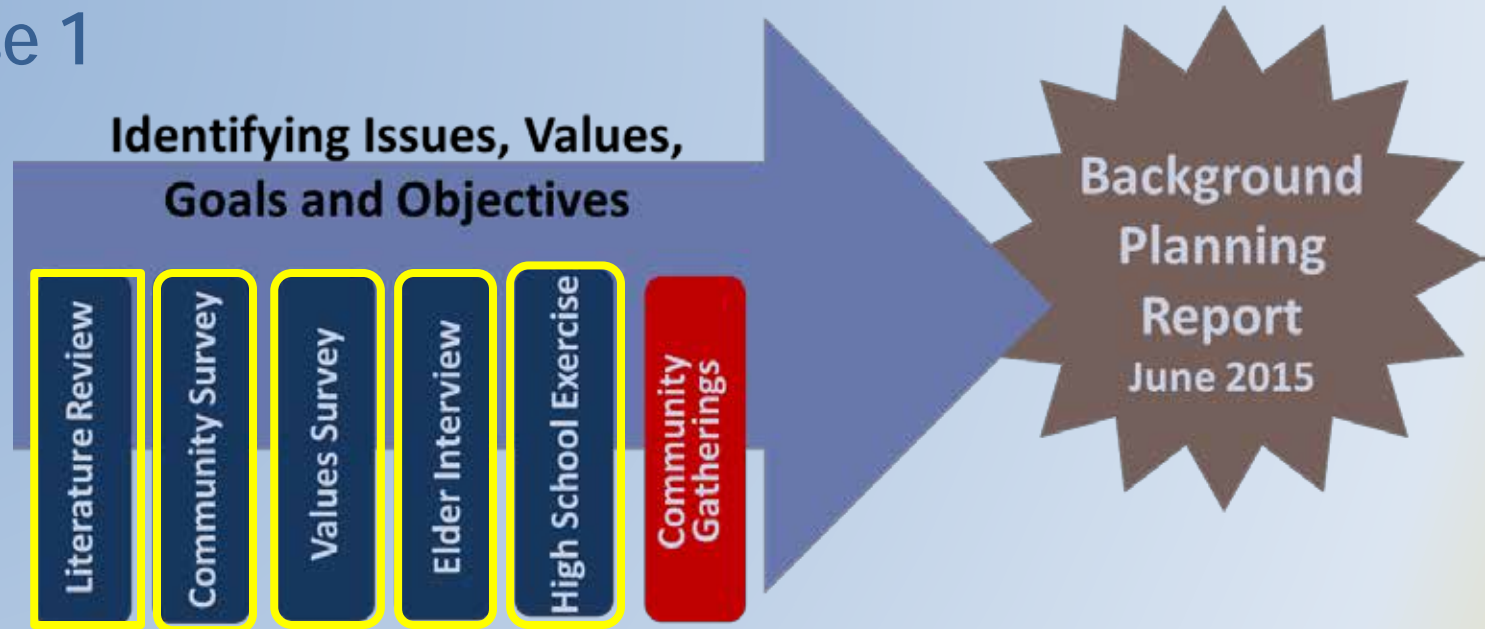 e 1
Identifying Issues, Values,
Goals and Objectives
Literature Review
Community Survey
Values Survey
Elder Interview
High School Exercise
Community
Gatherings
Background
Planning
Report
June 2015